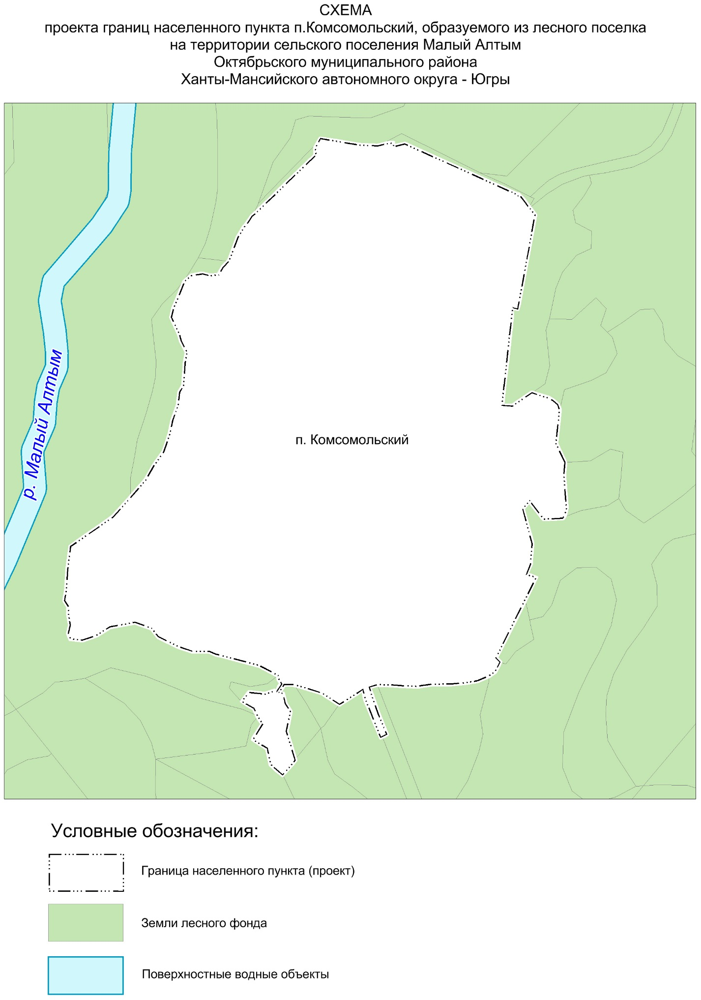 СХЕМА
проекта границ населенного пункта п.Комсомольский, образуемого из лесного поселка
на территории сельского поселения Малый Алтым
Октябрьского муниципального района
Ханты-Мансийского автономного округа - Югры
р. Малый Алтым
п. Комсомольский
Условные обозначения:
Граница населенного пункта (проект)
Земли лесного фонда
Поверхностные водные объекты